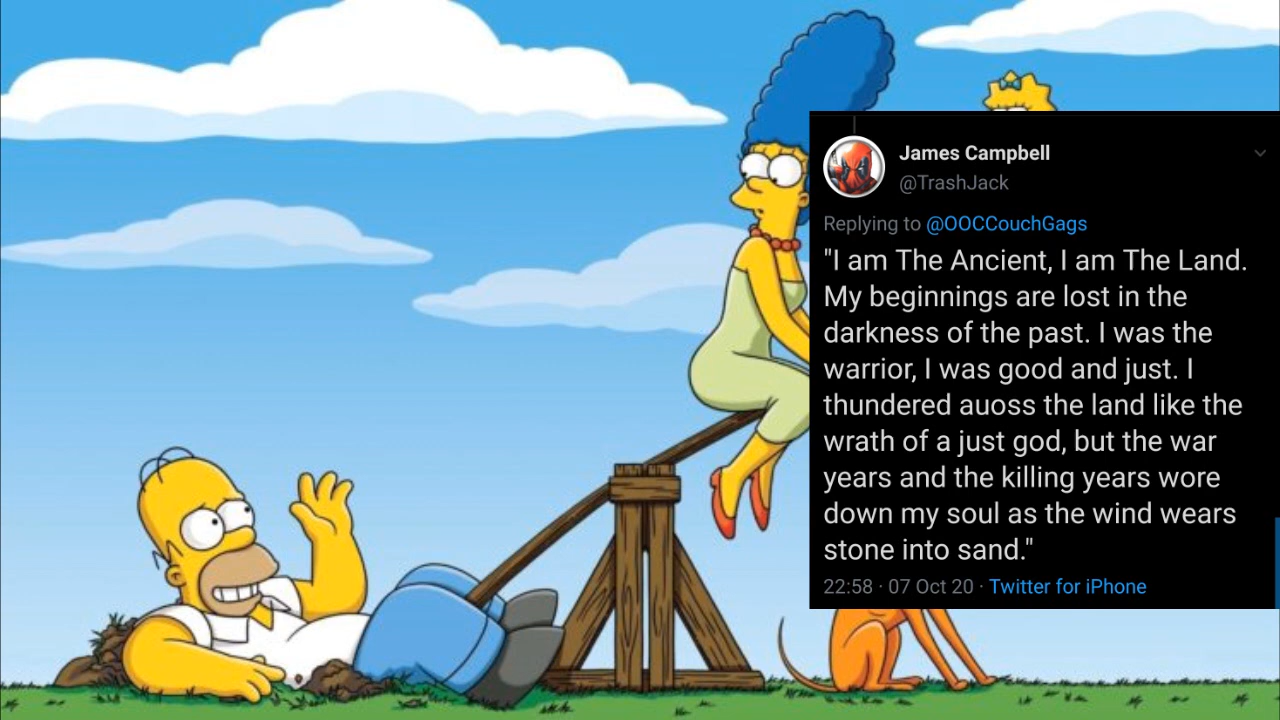 James Campbell
@TrashJack
Replying to @OOCCouchGags
"I am The Ancient, I am The Land.
My beginnings are lost in the
darkness of the past. I was the
warrior, I was good and just. I
thundered auoss the land like the
wrath of a just god, but the war
years and the killing years wore
down my soul as the wind wears
stone into sand."
22:58 · 07 Oct 20 · Twitter for iPhone